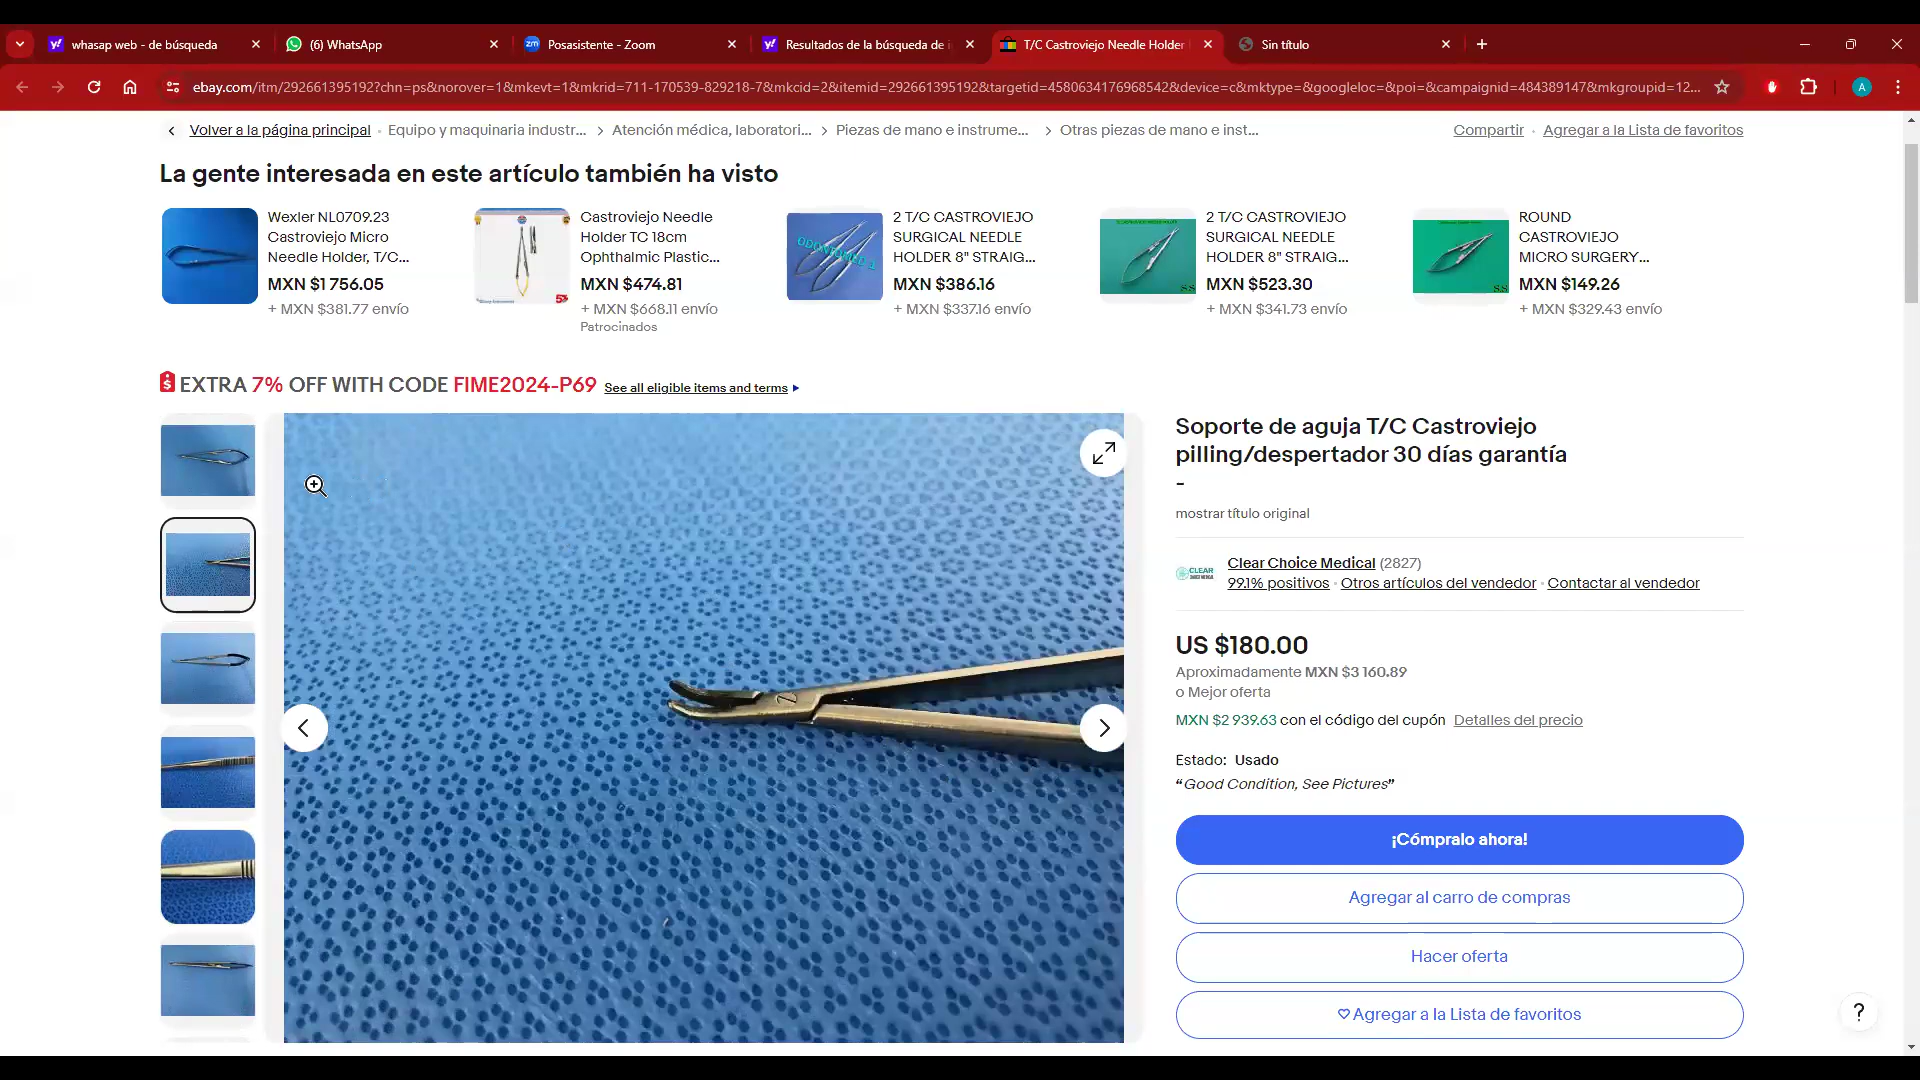 whasap web - de búsqueda
(6) WhatsApp
zm
Posasistente - Zoom
Resultados de la búsqueda de i
T/C Castroviejo Needle Holder
Sin título
ebay.com/itm/292661395192?chn=ps&norover=1&mkevt=1&mkrid=711-170539-829218-7&mkcid=2&itemid=292661395192&targetid=4580634176968542&device=c&mktype=&googleloc=&poi=&campaignid=484389147&mkgroupid=12...
A
Volver a la página principal
Equipo y maquinaria industr...
Atención médica, laboratori...
Piezas de mano e instrume...
Otras piezas de mano e inst...
Compartir
Agregar a la Lista de favoritos
La gente interesada en este artículo también ha visto
Wexler NL0709.23
Castroviejo Micro
Needle Holder, T/C...
MXN $1 756.05
+ MXN $381.77 envío
Castroviejo Needle
Holder TC 18cm
Ophthalmic Plastic...
MXN $474.81
+ MXN $668.11 envío
Patrocinados
ODONTOMED
2 T/C CASTROVIEJO
SURGICAL NEEDLE
HOLDER 8" STRAIG...
MXN $386.16
+ MXN $337.16 envío
S.S
2 T/C CASTROVIEJO
SURGICAL NEEDLE
HOLDER 8" STRAIG...
MXN $523.30
+ MXN $341.73 envío
S.S
ROUND
CASTROVIEJO
MICRO SURGERY...
MXN $149.26
+ MXN $329.43 envío
EXTRA 7% OFF WITH CODE FIME2024-P69
See all eligible items and terms
Soporte de aguja T/C Castroviejo
pilling/despertador 30 días garantía
-
mostrar título original
CLEAR
Clear Choice Medical (2827)
99.1% positivos
Otros artículos del vendedor
Contactar al vendedor
US $180.00
Aproximadamente MXN $3 160.89
o Mejor oferta
MXN $2 939.63 con el código del cupón
Detalles del precio
Estado: Usado
“Good Condition, See Pictures”
¡Cómpralo ahora!
Agregar al carro de compras
Hacer oferta
Agregar a la Lista de favoritos
?